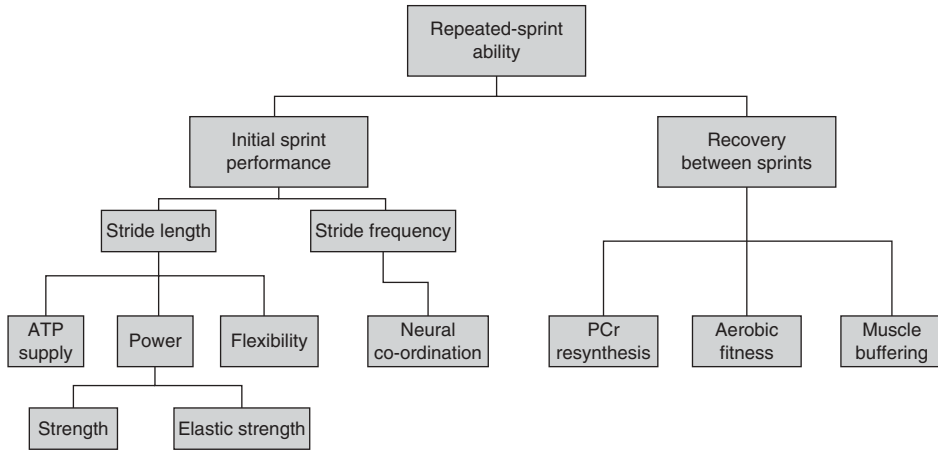 Repeated-sprint
ability
Initial sprint
performance
Recovery
between sprints
Stride length
Stride frequency
ATP
supply
Power
Flexibility
Neural
co-ordination
PCr
resynthesis
Aerobic
fitness
Muscle
buffering
Strength
Elastic strength